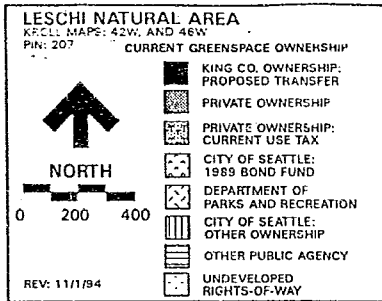 LESCHI NATURAL AREA
KROLL MAPS: 42W, AND 46W
PIN: 207
CURRENT GREENSPACE OWNERSHIP
KING CO. OWNERSHIP:
PROPOSED TRANSFER
PRIVATE OWNERSHIP
PRIVATE OWNERSHIP:
CURRENT USE TAX
CITY OF SEATTLE:
1989 BOND FUND
DEPARTMENT OF
PARKS AND RECREATION
CITY OF SEATTLE:
OTHER OWNERSHIP
OTHER PUBLIC AGENCY
UNDEVELOPED
RIGHTS-OF-WAY
NORTH
0 200 400
REV: 11/1/94